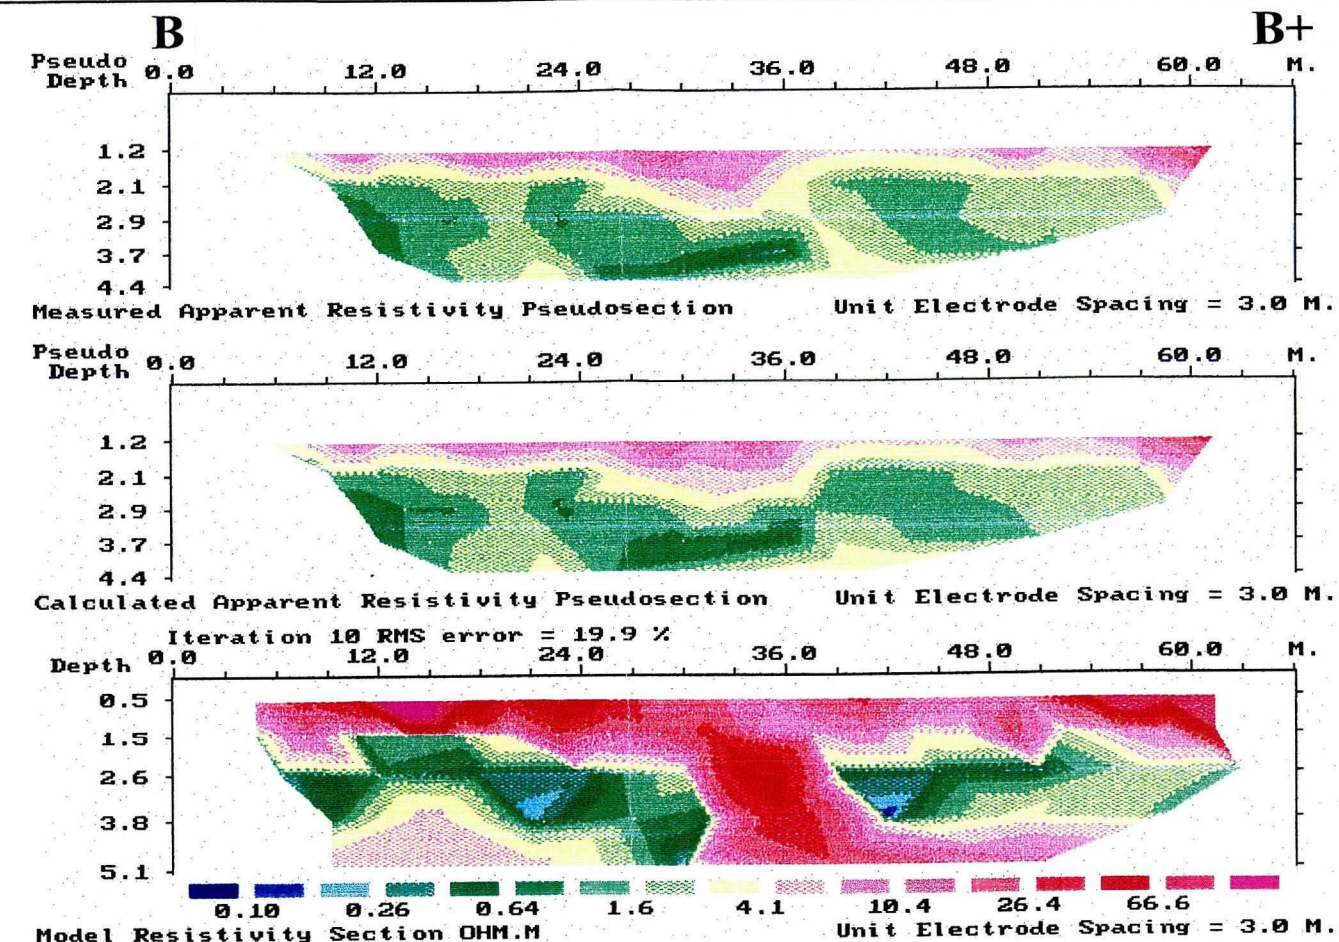 B B+
Pseudo
Depth 0.0 12.0 24.0 36.0 48.0 60.0 M.
1.2
2.1
2.9
3.7
4.4
Measured Apparent Resistivity Pseudosection Unit Electrode Spacing = 3.0 M.
Pseudo
Depth 0.0 12.0 24.0 36.0 48.0 60.0 M.
1.2
2.1
2.9
3.7
4.4
Calculated Apparent Resistivity Pseudosection Unit Electrode Spacing = 3.0 M.
Iteration 10 RMS error = 19.9 %
Depth 0.0 12.0 24.0 36.0 48.0 60.0 M.
0.5
1.5
2.6
3.8
5.1
0.10 0.26 0.64 1.6 4.1 10.4 26.4 66.6
Model Resistivity Section OHM.M Unit Electrode Spacing = 3.0 M.